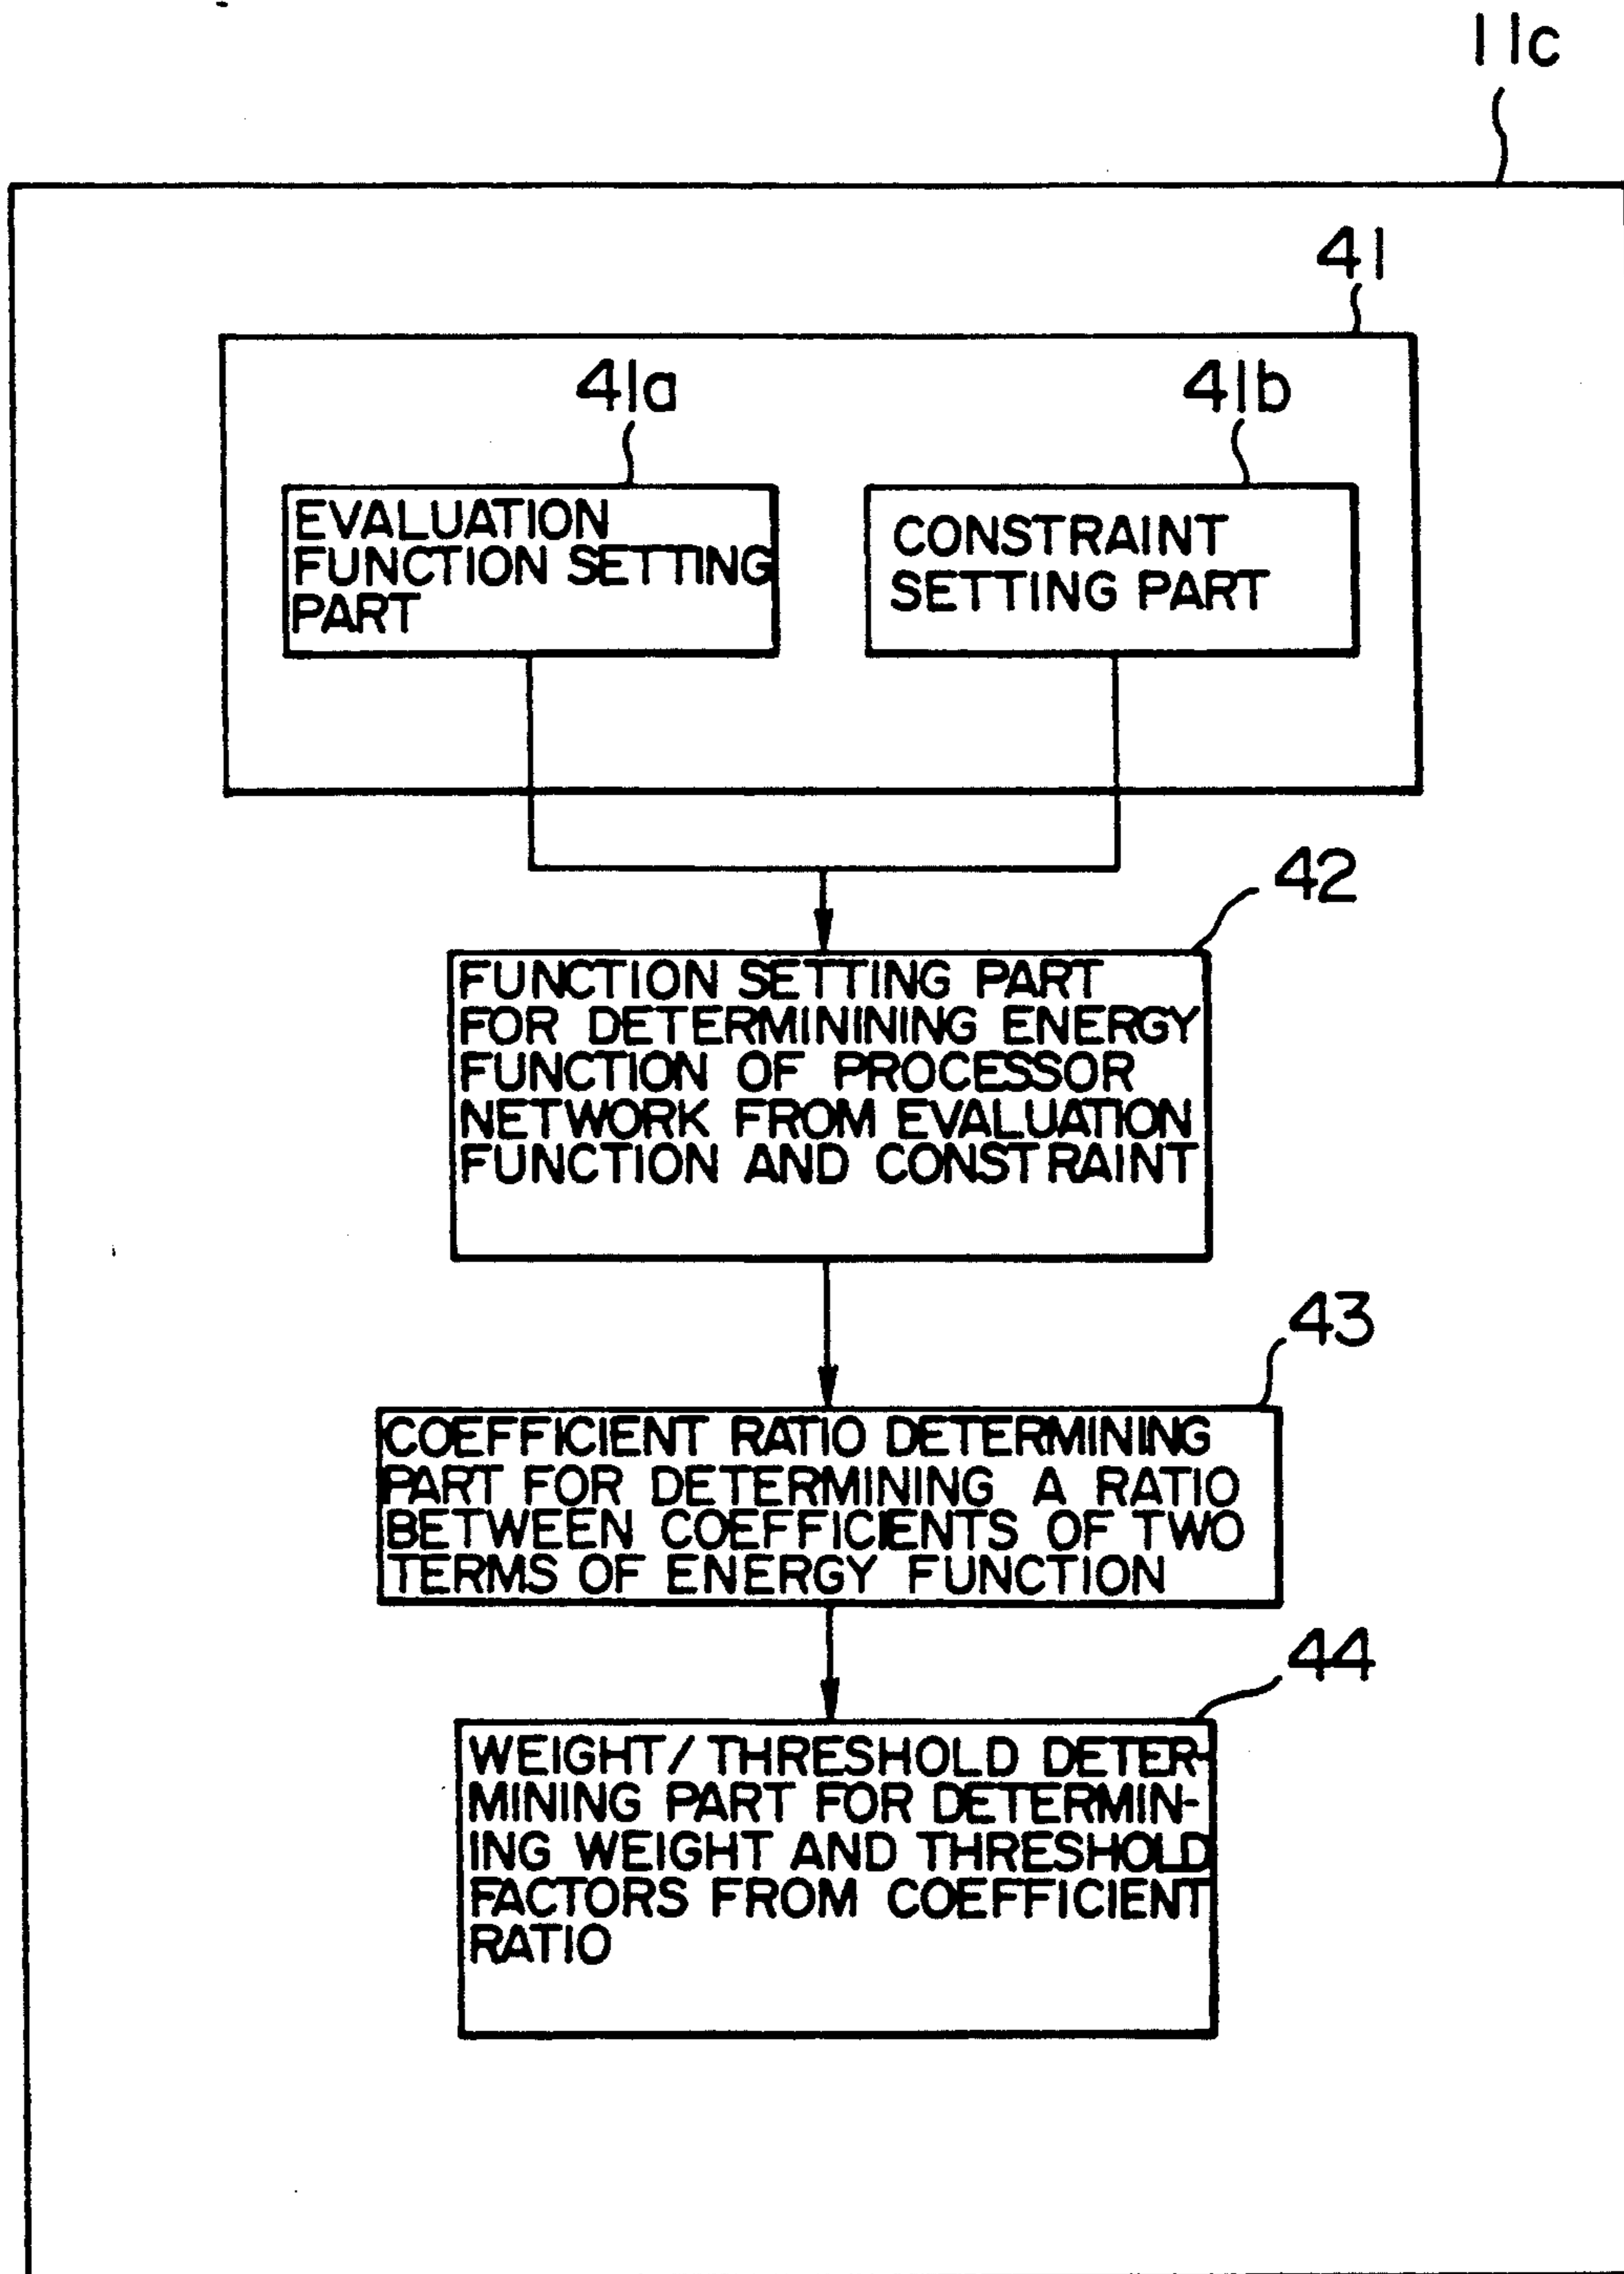 11c
41
41a
41b
EVALUATION
FUNCTION SETTING
PART
CONSTRAINT
SETTING PART
42
FUNCTION SETTING PART
FOR DETERMININING ENERGY
FUNCTION OF PROCESSOR
NETWORK FROM EVALUATION
FUNCTION AND CONSTRAINT
43
COEFFICIENT RATIO DETERMINING
PART FOR DETERMINING A RATIO
BETWEEN COEFFICIENTS OF TWO
TERMS OF ENERGY FUNCTION
44
WEIGHT/THRESHOLD DETER-
MINING PART FOR DETERMIN-
ING WEIGHT AND THRESHOLD
FACTORS FROM COEFFICIENT
RATIO